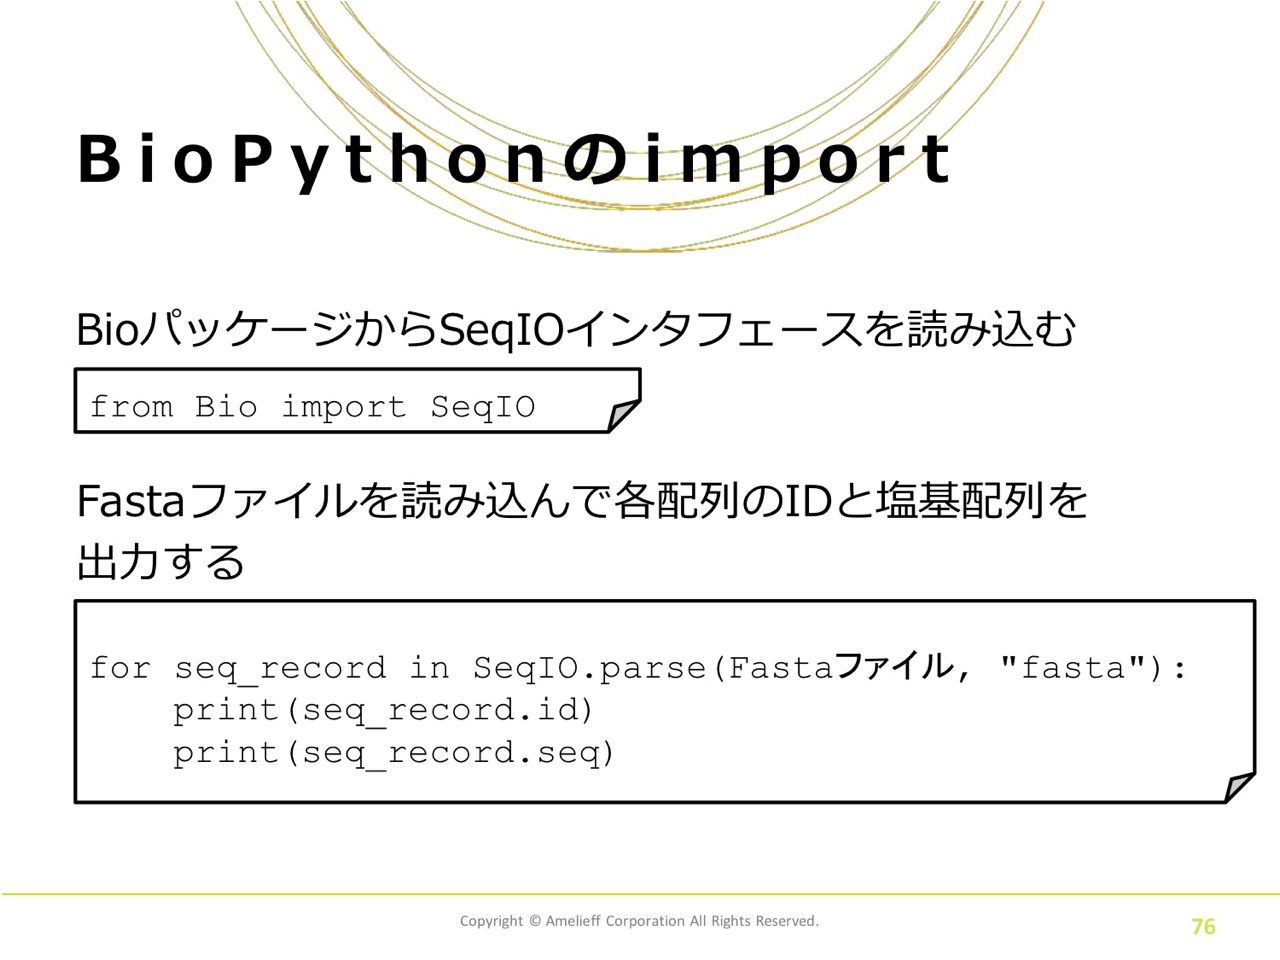 BioPythonのimport
BioパッケージからSeqIOインタフェースを読み込む
from Bio import SeqIO
Fastaファイルを読み込んで各配列のIDと塩基配列を
出力する
for seq_record in SeqIO.parse(Fastaファイル, "fasta"):
    print(seq_record.id)
    print(seq_record.seq)
Copyright © Amelieff Corporation All Rights Reserved.
76